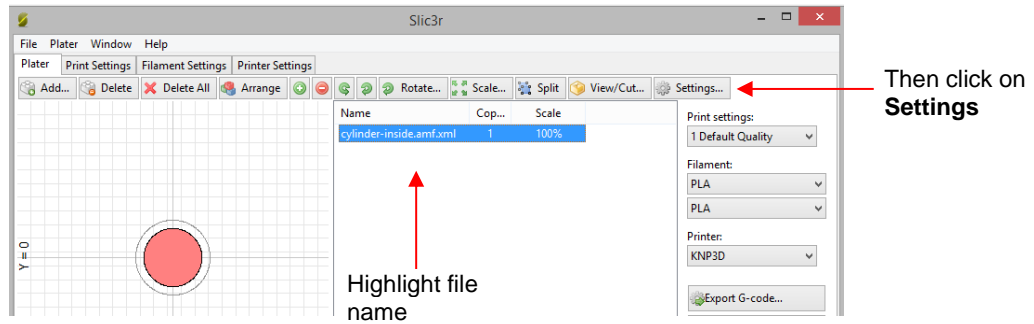 Slic3r
File Plater Window Help
Plater Print Settings Filament Settings Printer Settings
Add... Delete Delete All Arrange Rotate... Scale... Split View/Cut... Settings...
Then click on
Settings
Name Cop... Scale
cylinder-inside.amf.xml 1 100%
Print settings:
1 Default Quality
Filament:
PLA
PLA
Printer:
KNP3D
Export G-code...
Y = 0
Highlight file
name